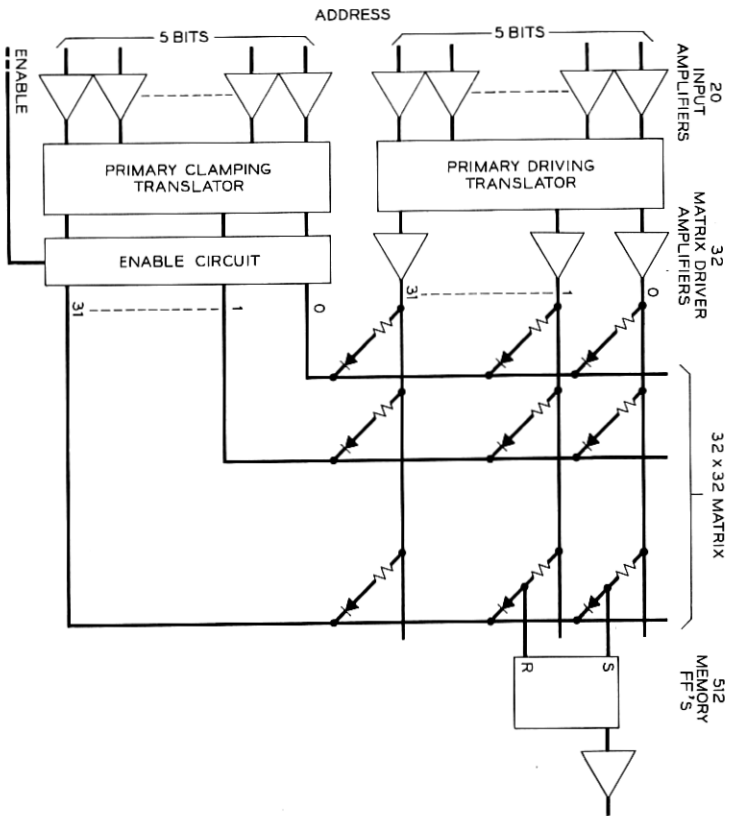 ADDRESS
5 BITS
5 BITS
ENABLE
20
INPUT
AMPLIFIERS
PRIMARY CLAMPING
TRANSLATOR
PRIMARY DRIVING
TRANSLATOR
32
MATRIX DRIVER
AMPLIFIERS
ENABLE CIRCUIT
31
1
0
31
1
0
32 x 32 MATRIX
R
S
512
MEMORY
FF'S